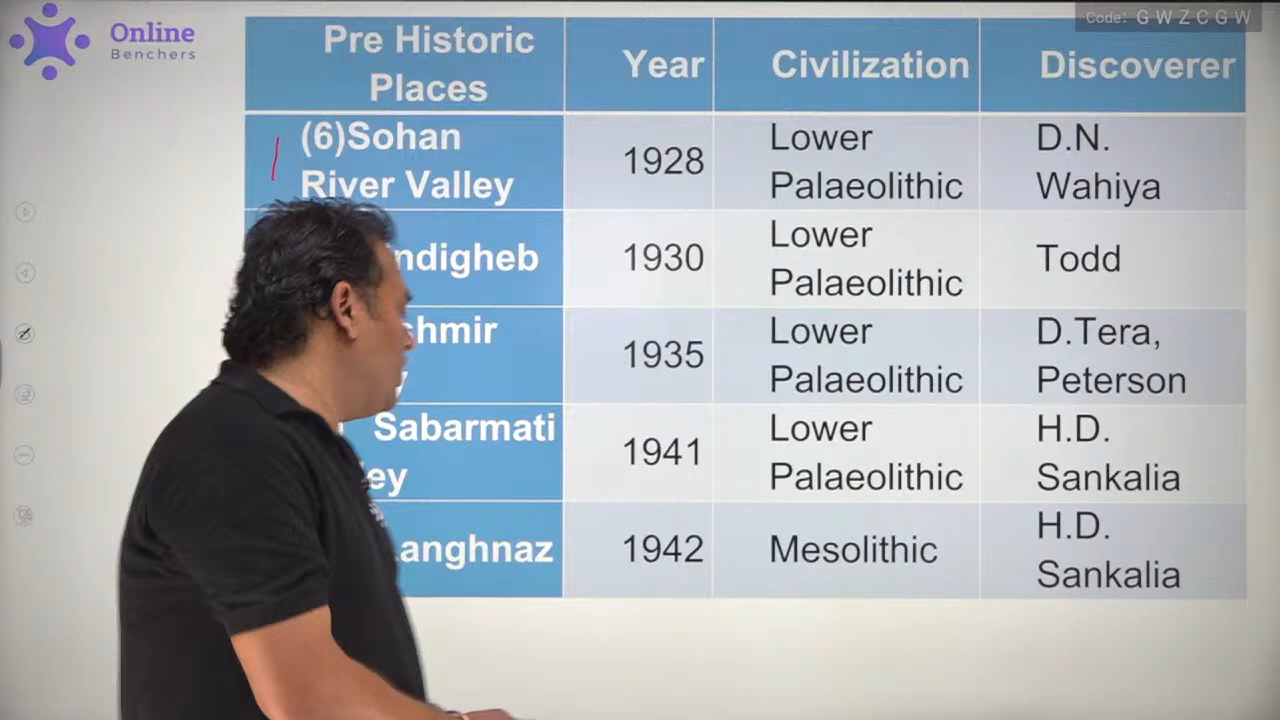 Online
Benchers
Code: G W Z C G W
Pre Historic
Places
Year
Civilization
Discoverer
(6)Sohan
River Valley
1928
Lower
Palaeolithic
D.N.
Wahiya
ndigheb
1930
Lower
Palaeolithic
Todd
hmir
1935
Lower
Palaeolithic
D.Tera,
Peterson
Sabarmati
ey
1941
Lower
Palaeolithic
H.D.
Sankalia
anghnaz
1942
Mesolithic
H.D.
Sankalia